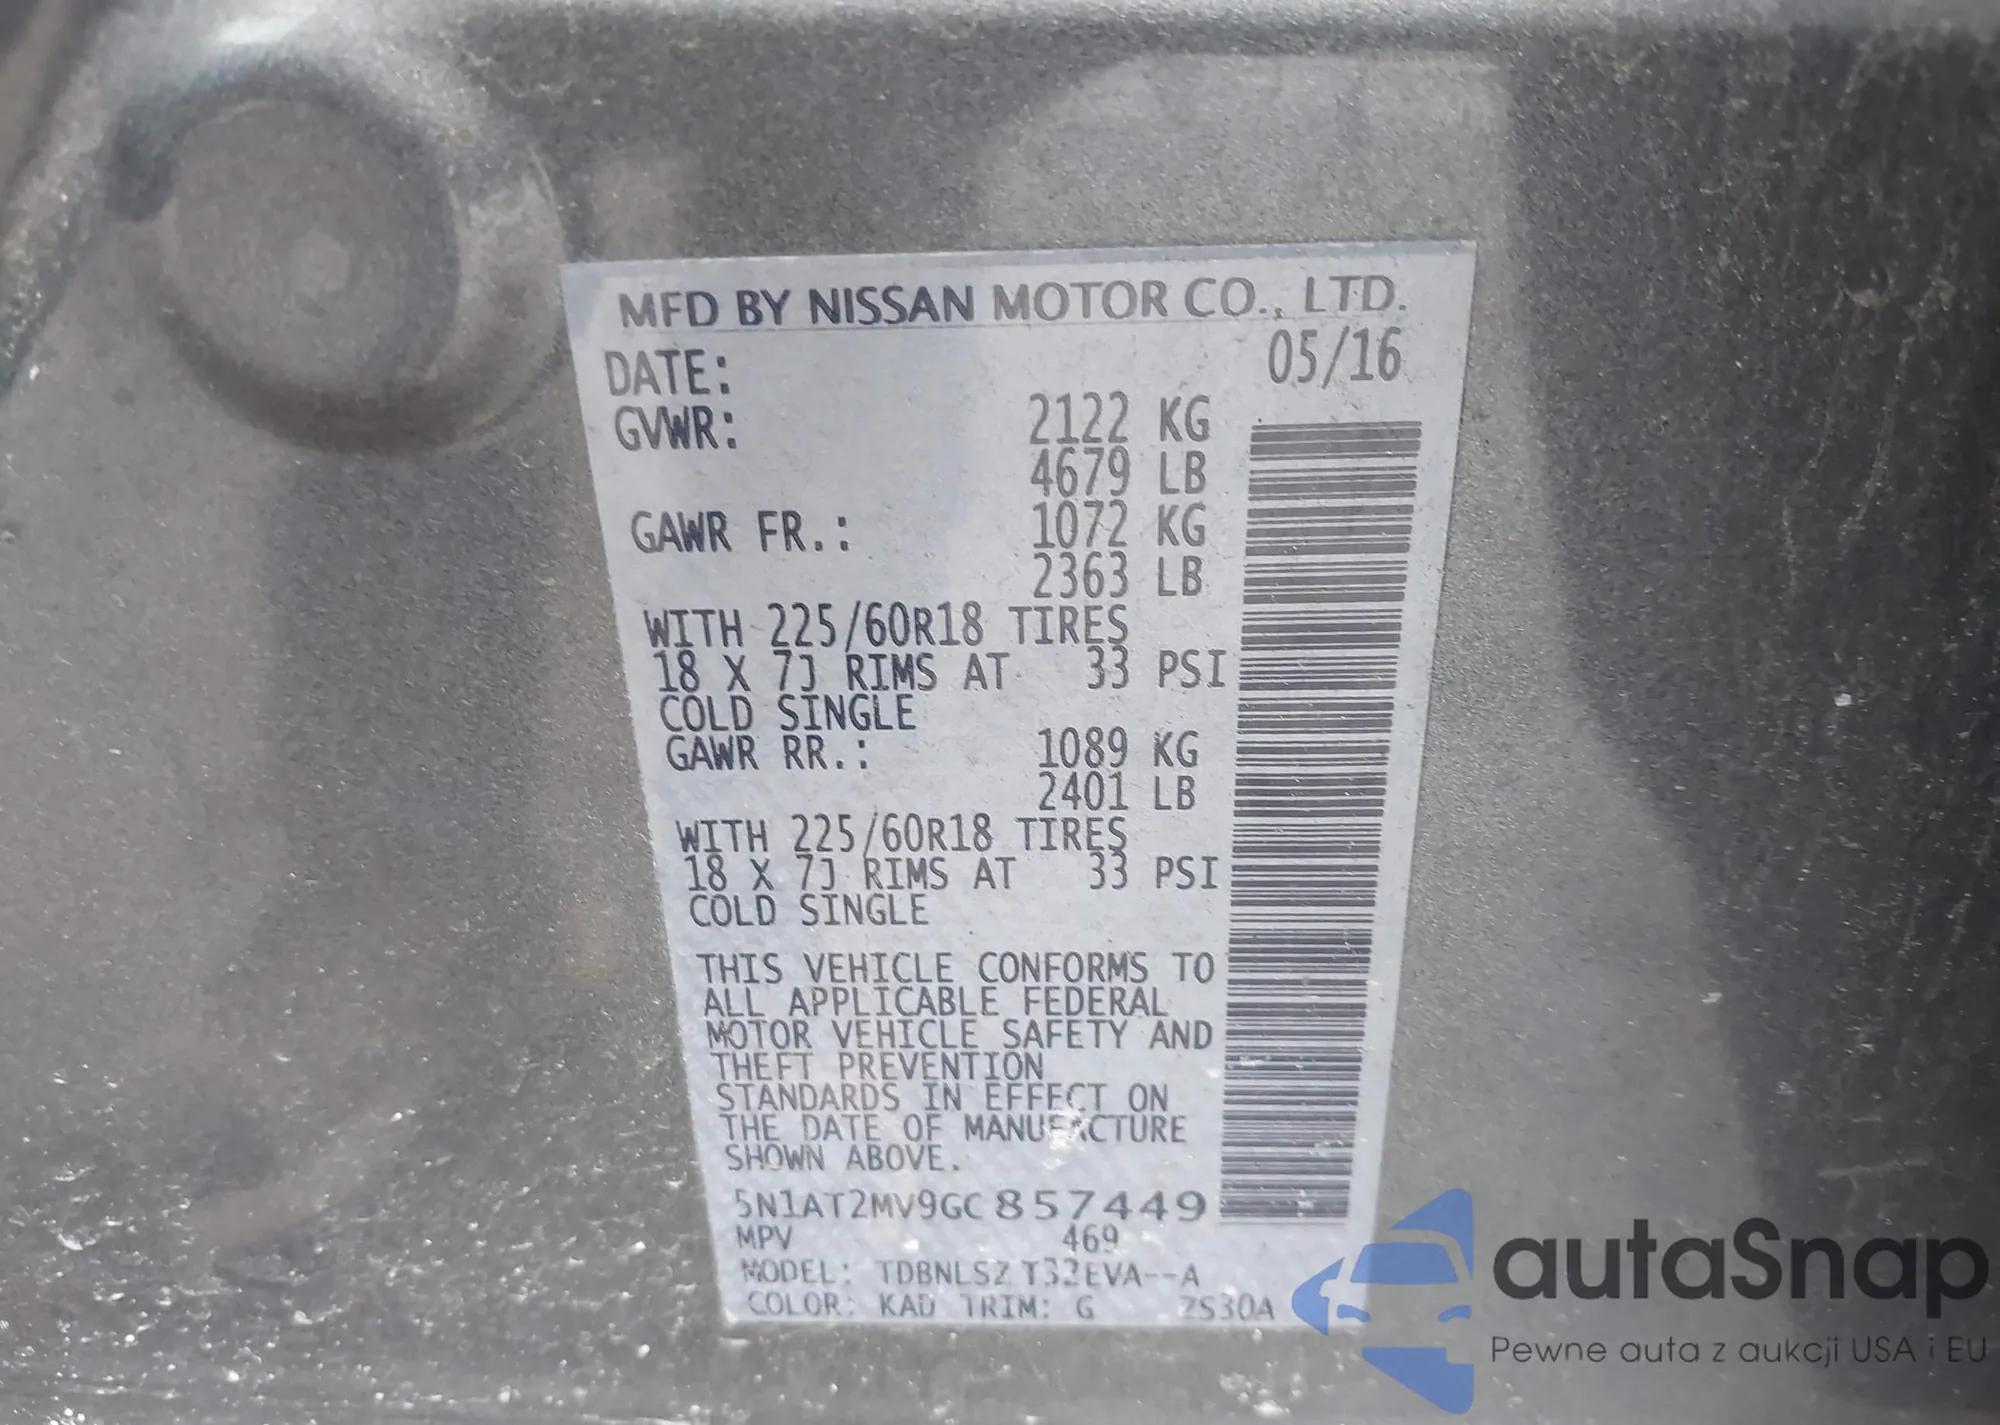 MFD BY NISSAN MOTOR CO., LTD.
DATE: 05/16
GVWR: 2122 KG
4679 LB
GAWR FR.: 1072 KG
2363 LB
WITH 225/60R18 TIRES
18 X 7J RIMS AT 33 PSI
COLD SINGLE
GAWR RR.: 1089 KG
2401 LB
WITH 225/60R18 TIRES
18 X 7J RIMS AT 33 PSI
COLD SINGLE
THIS VEHICLE CONFORMS TO
ALL APPLICABLE FEDERAL
MOTOR VEHICLE SAFETY AND
THEFT PREVENTION
STANDARDS IN EFFECT ON
THE DATE OF MANUFACTURE
SHOWN ABOVE.
5N1AT2MV9GC857449
MPV 469
MODEL: TDBNLSZ T32EVA--A
COLOR: KAD TRIM: G ZS30A
autaSnap
Pewne auta z aukcji USA i EU